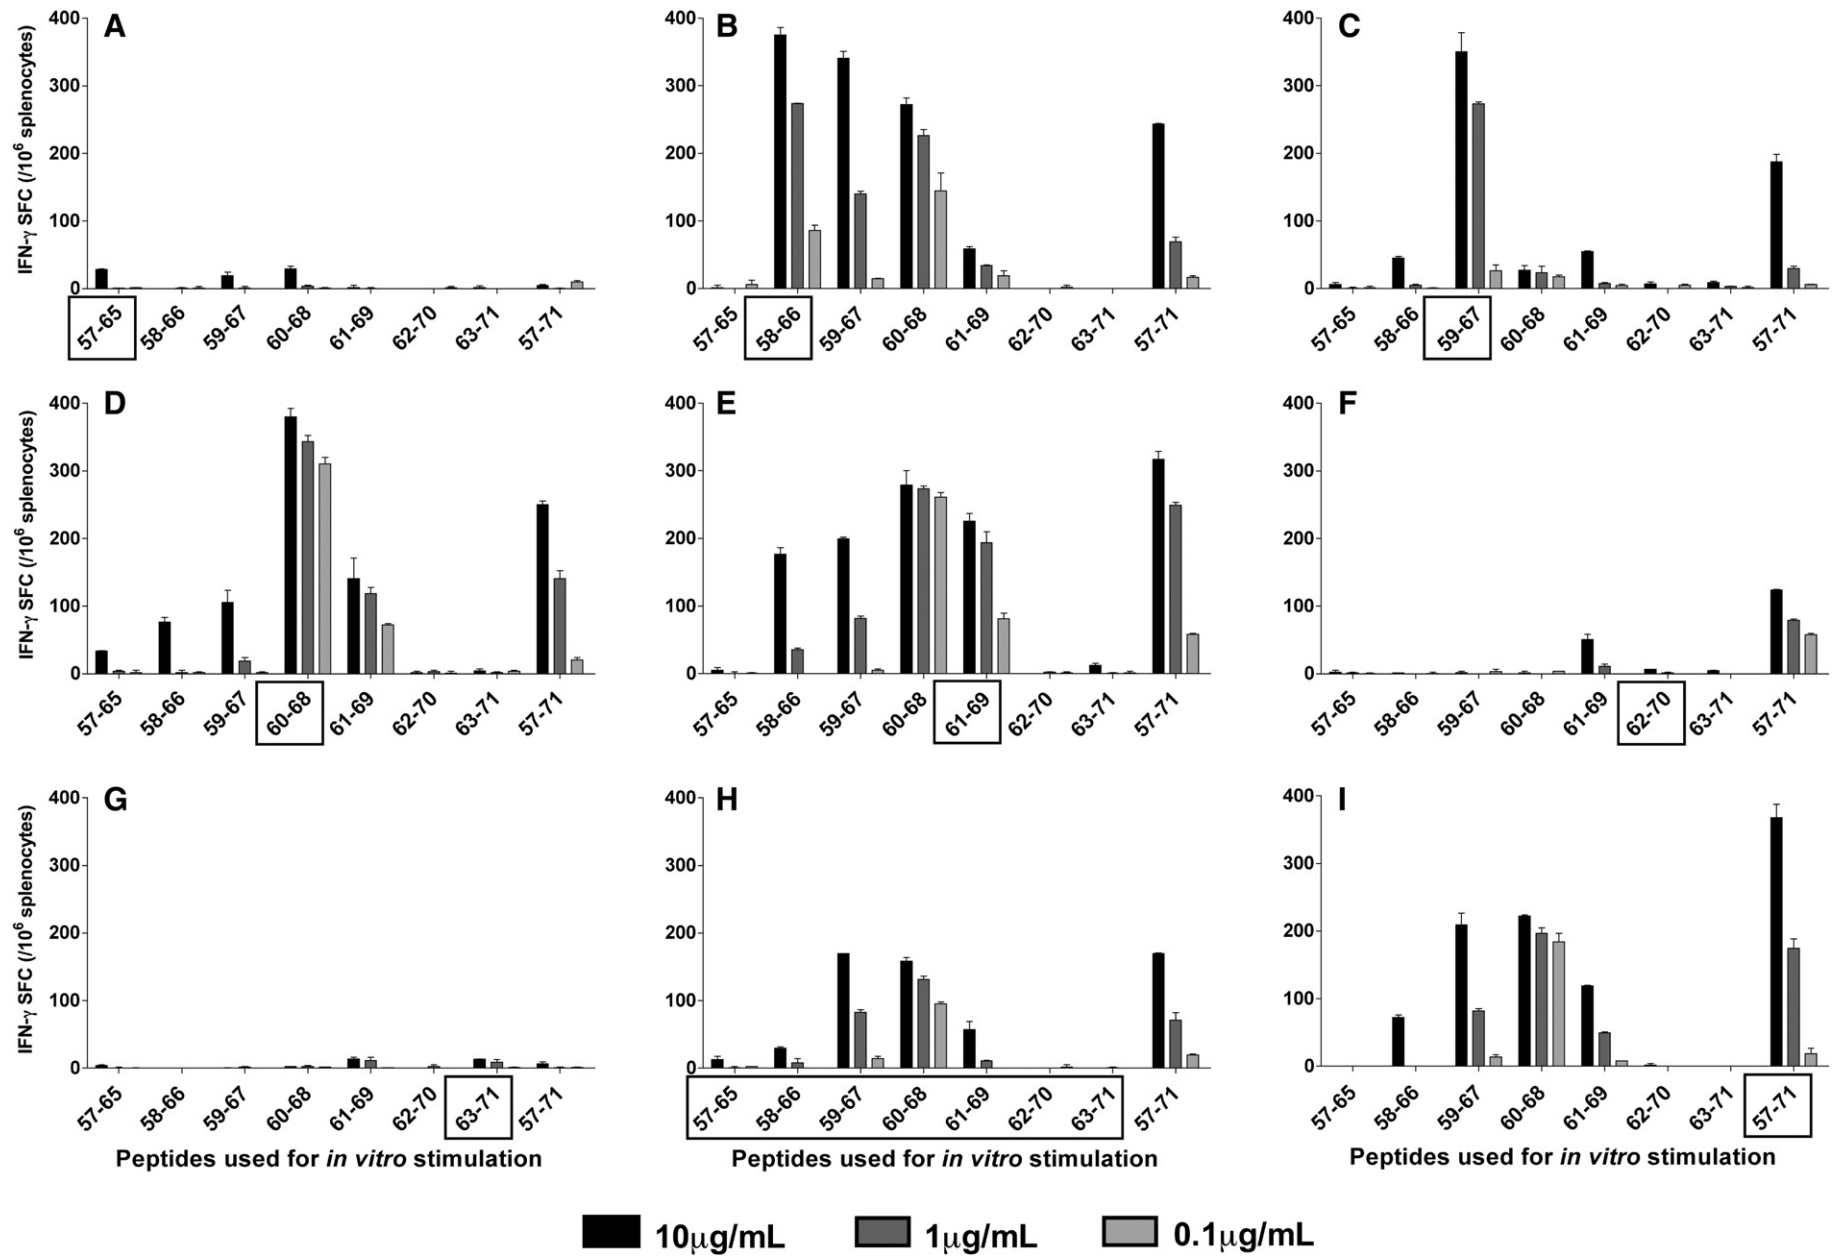 A
IFN-γ SFC (/10⁶ splenocytes)
400
300
200
100
0
57-65 58-66 59-67 60-68 61-69 62-70 63-71 57-71
B
400
300
200
100
0
57-65 58-66 59-67 60-68 61-69 62-70 63-71 57-71
C
400
300
200
100
0
57-65 58-66 59-67 60-68 61-69 62-70 63-71 57-71
D
IFN-γ SFC (/10⁶ splenocytes)
400
300
200
100
0
57-65 58-66 59-67 60-68 61-69 62-70 63-71 57-71
E
400
300
200
100
0
57-65 58-66 59-67 60-68 61-69 62-70 63-71 57-71
F
400
300
200
100
0
57-65 58-66 59-67 60-68 61-69 62-70 63-71 57-71
G
IFN-γ SFC (/10⁶ splenocytes)
400
300
200
100
0
57-65 58-66 59-67 60-68 61-69 62-70 63-71 57-71
Peptides used for in vitro stimulation
H
400
300
200
100
0
57-65 58-66 59-67 60-68 61-69 62-70 63-71 57-71
Peptides used for in vitro stimulation
I
400
300
200
100
0
57-65 58-66 59-67 60-68 61-69 62-70 63-71 57-71
Peptides used for in vitro stimulation
10μg/mL 1μg/mL 0.1μg/mL